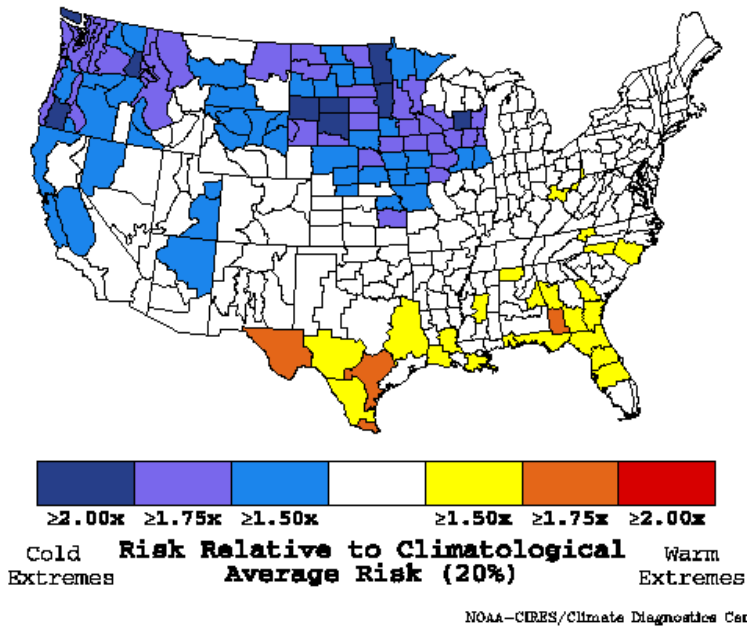 ≥2.00x ≥1.75x ≥1.50x ≥1.50x ≥1.75x ≥2.00x
Cold Extremes Risk Relative to Climatological Average Risk (20%) Warm Extremes
NOAA-CIRES/Climate Diagnostics Cen